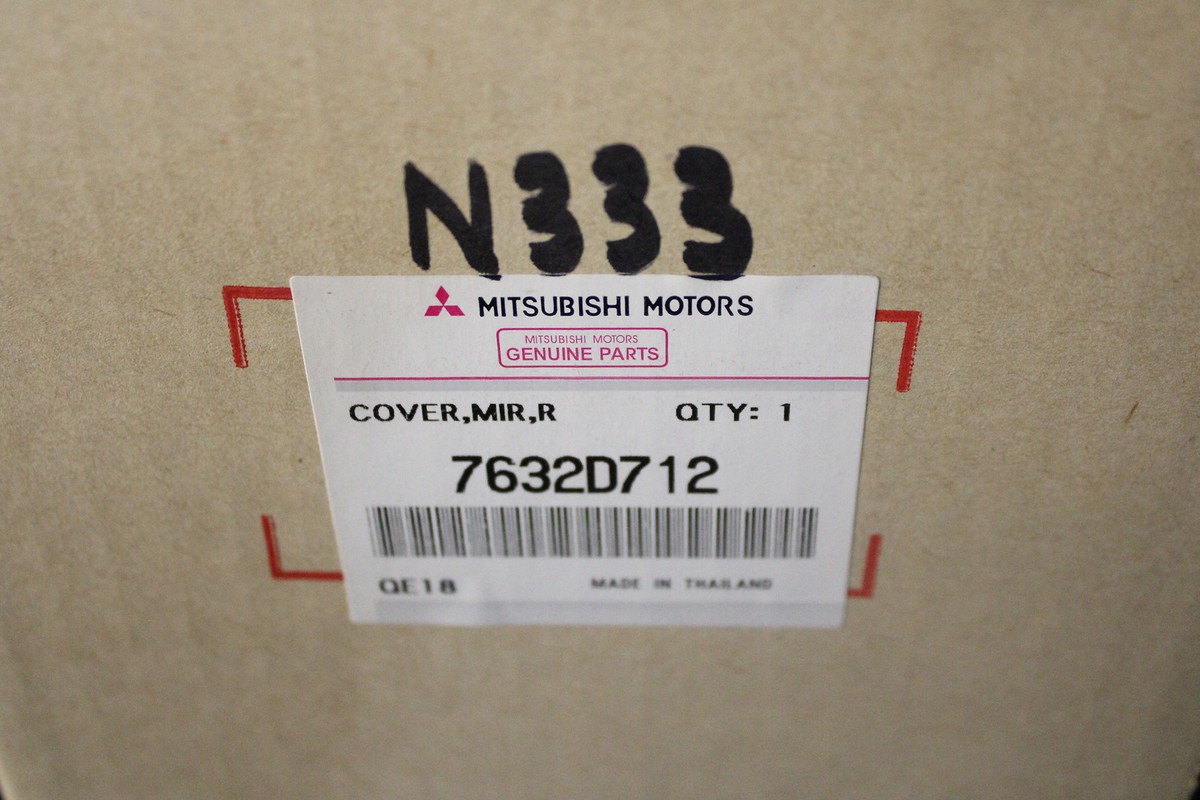 N333
MITSUBISHI MOTORS
MITSUBISHI MOTORS
GENUINE PARTS
COVER,MIR,R QTY: 1
7632D712
QE18 MADE IN THAILAND